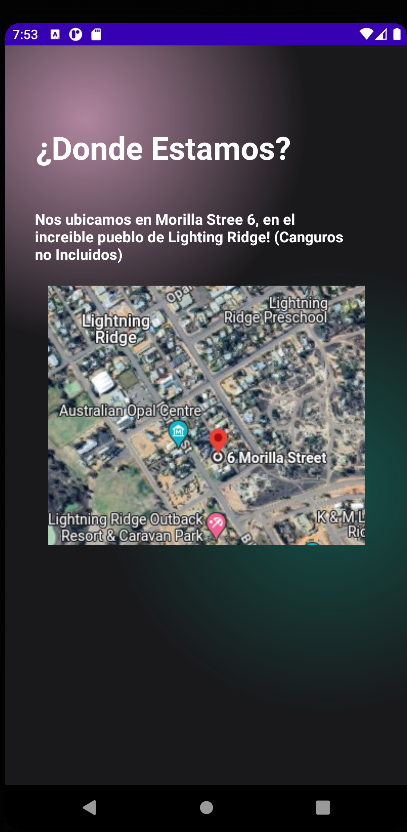 7:53
¿Donde Estamos?
Nos ubicamos en Morilla Stree 6, en el
increible pueblo de Lighting Ridge! (Canguros
no Incluidos)
Opal
Lightning
Ridge
Lightning
Ridge Preschool
Australian Opal Centre
6 Morilla Street
Lightning Ridge Outback
Resort & Caravan Park
K & M L
Ric